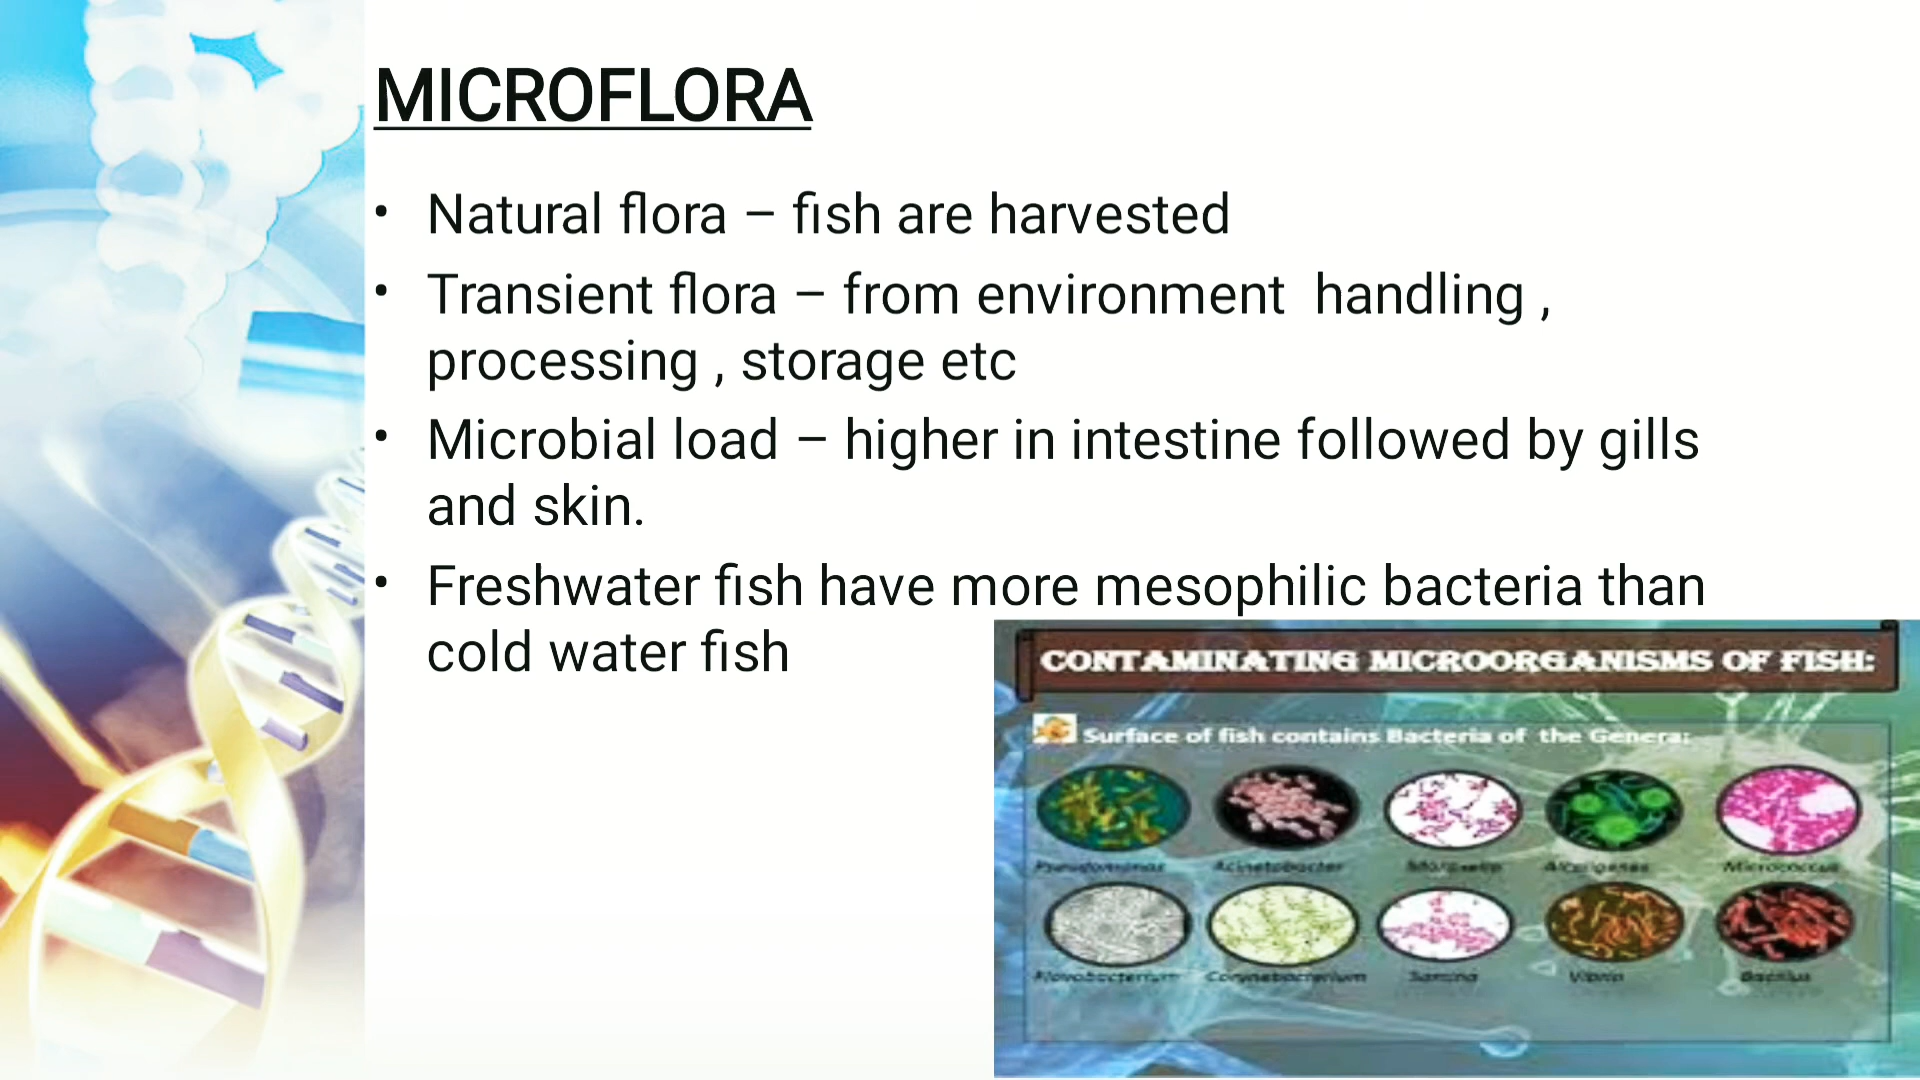 MICROFLORA
• Natural flora – fish are harvested
• Transient flora – from environment  handling ,
processing , storage etc
• Microbial load – higher in intestine followed by gills
and skin.
• Freshwater fish have more mesophilic bacteria than
cold water fish
CONTAMINATING MICROORGANISMS OF FISH:
Surface of fish contains Bacteria of the Genera:
Pseudomonas Acinetobacter Moraxella Alcaligenes Micrococcus
Flavobacterium Corynebacterium Sarcina Vibrio Bacillus